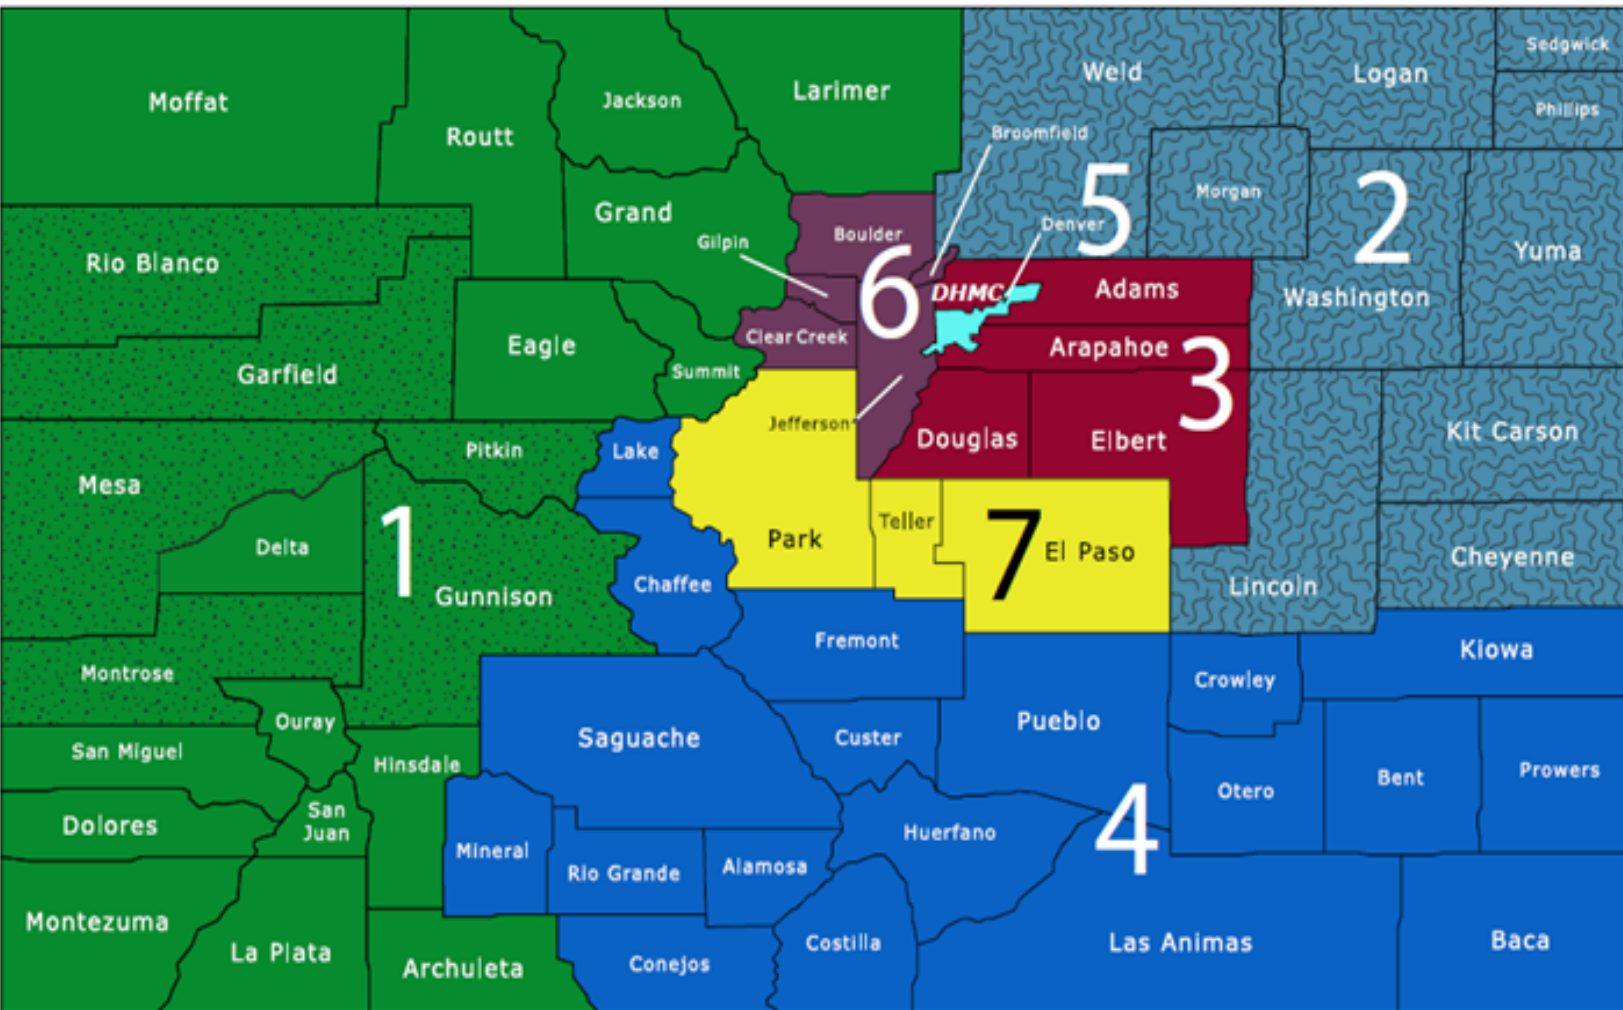 Moffat
Routt
Jackson
Larimer
Weld
Logan
Sedgwick
Phillips
Broomfield
5
Morgan
2
Yuma
Denver
Rio Blanco
Grand
Gilpin
Boulder
6
DHMC
Adams
Washington
Garfield
Eagle
Summit
Clear Creek
Arapahoe
3
Mesa
Pitkin
Lake
Jefferson
Douglas
Elbert
Kit Carson
Delta
1
Gunnison
Chaffee
Park
Teller
7
El Paso
Lincoln
Cheyenne
Montrose
Ouray
Fremont
Crowley
Kiowa
San Miguel
Hinsdale
Saguache
Custer
Pueblo
Otero
Bent
Prowers
Dolores
San
Juan
Mineral
Rio Grande
Alamosa
Huerfano
4
Montezuma
La Plata
Archuleta
Conejos
Costilla
Las Animas
Baca